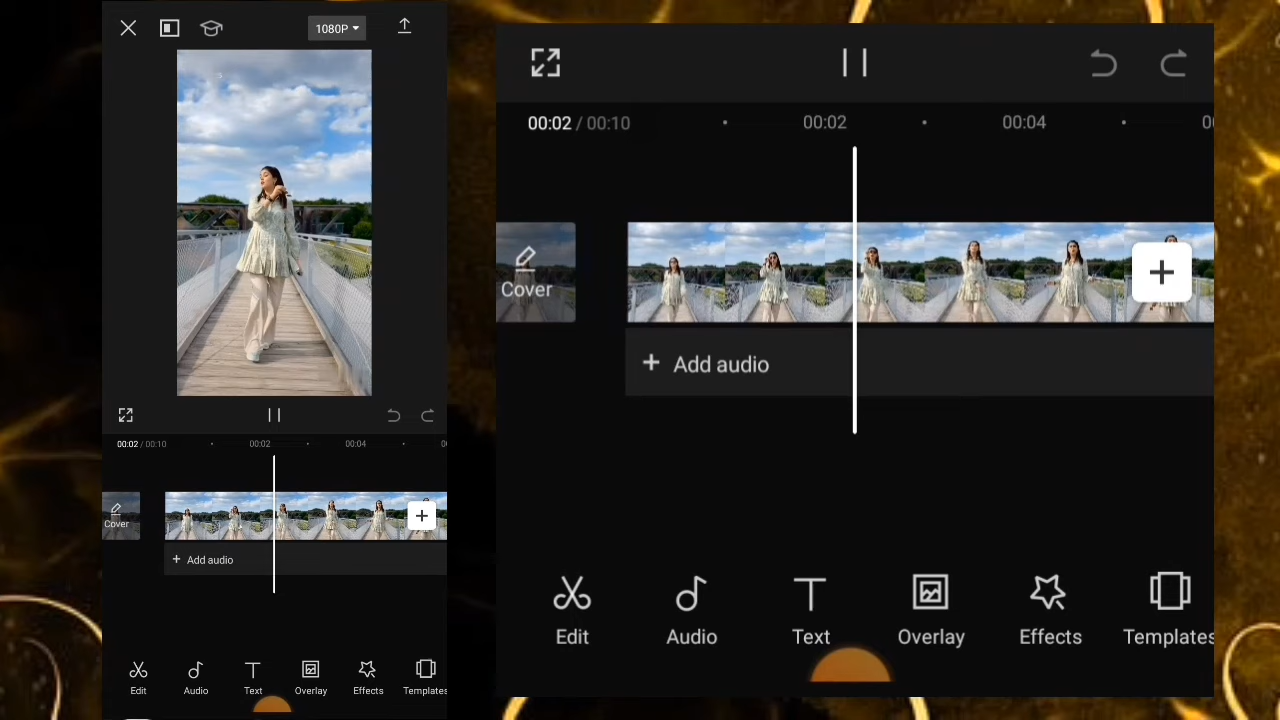 1080P
00:02 / 00:10
00:02
00:04
Cover
+ Add audio
Edit
Audio
Text
Overlay
Effects
Templates
00:02 / 00:10
00:02
00:04
Cover
+ Add audio
Edit
Audio
Text
Overlay
Effects
Templates